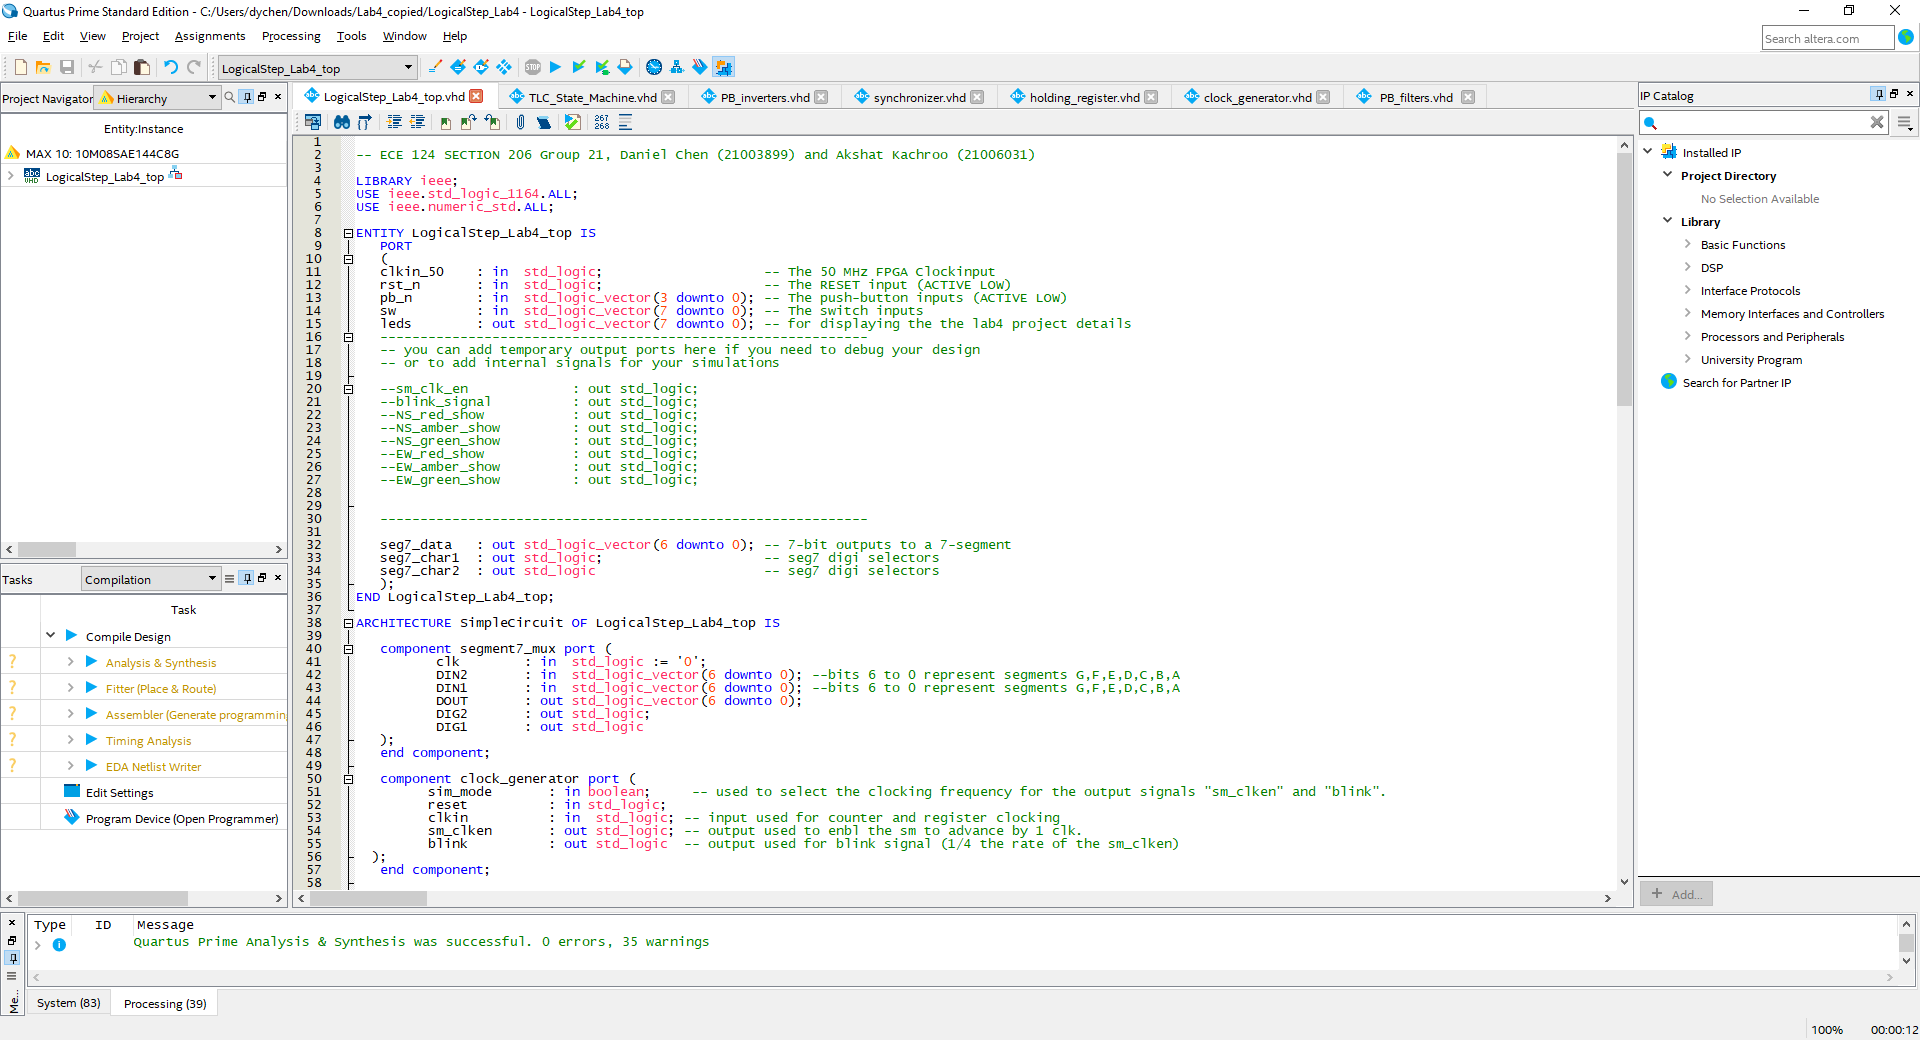 Quartus Prime Standard Edition - C:/Users/dychen/Downloads/Lab4_copied/LogicalStep_Lab4 - LogicalStep_Lab4_top
File Edit View Project Assignments Processing Tools Window Help
Search altera.com
LogicalStep_Lab4_top
STOP
Project Navigator Hierarchy
Entity:Instance
MAX 10: 10M08SAE144C8G
LogicalStep_Lab4_top
Tasks Compilation
Task
Compile Design
? Analysis & Synthesis
? Fitter (Place & Route)
? Assembler (Generate programmin
? Timing Analysis
? EDA Netlist Writer
Edit Settings
Program Device (Open Programmer)
LogicalStep_Lab4_top.vhd TLC_State_Machine.vhd PB_inverters.vhd synchronizer.vhd holding_register.vhd clock_generator.vhd PB_filters.vhd
267
268
1
2 -- ECE 124 SECTION 206 Group 21, Daniel Chen (21003899) and Akshat Kachroo (21006031)
3
4 LIBRARY ieee;
5 USE ieee.std_logic_1164.ALL;
6 USE ieee.numeric_std.ALL;
7
8 ENTITY LogicalStep_Lab4_top IS
9 PORT
10 (
11 clkin_50 : in std_logic; -- The 50 MHz FPGA Clockinput
12 rst_n : in std_logic; -- The RESET input (ACTIVE LOW)
13 pb_n : in std_logic_vector(3 downto 0); -- The push-button inputs (ACTIVE LOW)
14 sw : in std_logic_vector(7 downto 0); -- The switch inputs
15 leds : out std_logic_vector(7 downto 0); -- for displaying the the lab4 project details
16 -------------------------------------------------------------
17 -- you can add temporary output ports here if you need to debug your design
18 -- or to add internal signals for your simulations
19
20 --sm_clk_en : out std_logic;
21 --blink_signal : out std_logic;
22 --NS_red_show : out std_logic;
23 --NS_amber_show : out std_logic;
24 --NS_green_show : out std_logic;
25 --EW_red_show : out std_logic;
26 --EW_amber_show : out std_logic;
27 --EW_green_show : out std_logic;
28
29
30 -------------------------------------------------------------
31
32 seg7_data : out std_logic_vector(6 downto 0); -- 7-bit outputs to a 7-segment
33 seg7_char1 : out std_logic; -- seg7 digi selectors
34 seg7_char2 : out std_logic -- seg7 digi selectors
35 );
36 END LogicalStep_Lab4_top;
37
38 ARCHITECTURE SimpleCircuit OF LogicalStep_Lab4_top IS
39
40 component segment7_mux port (
41 clk : in std_logic := '0';
42 DIN2 : in std_logic_vector(6 downto 0); --bits 6 to 0 represent segments G,F,E,D,C,B,A
43 DIN1 : in std_logic_vector(6 downto 0); --bits 6 to 0 represent segments G,F,E,D,C,B,A
44 DOUT : out std_logic_vector(6 downto 0);
45 DIG2 : out std_logic;
46 DIG1 : out std_logic
47 );
48 end component;
49
50 component clock_generator port (
51 sim_mode : in boolean; -- used to select the clocking frequency for the output signals "sm_clken" and "blink".
52 reset : in std_logic;
53 clkin : in std_logic; -- input used for counter and register clocking
54 sm_clken : out std_logic; -- output used to enbl the sm to advance by 1 clk.
55 blink : out std_logic -- output used for blink signal (1/4 the rate of the sm_clken)
56 );
57 end component;
58
IP Catalog
Installed IP
Project Directory
No Selection Available
Library
Basic Functions
DSP
Interface Protocols
Memory Interfaces and Controllers
Processors and Peripherals
University Program
Search for Partner IP
+ Add...
Type ID Message
Quartus Prime Analysis & Synthesis was successful. 0 errors, 35 warnings
Me...
System (83) Processing (39)
100% 00:00:12